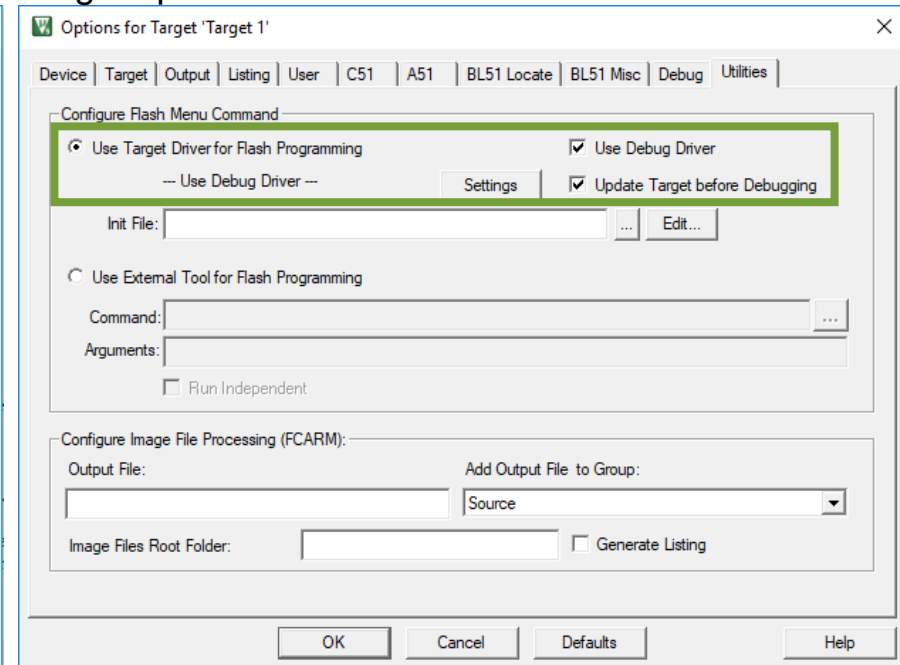 Options for Target 'Target 1'
Device Target Output Listing User C51 A51 BL51 Locate BL51 Misc Debug Utilities
Configure Flash Menu Command
Use Target Driver for Flash Programming Use Debug Driver
--- Use Debug Driver --- Settings Update Target before Debugging
Init File: ... Edit...
Use External Tool for Flash Programming
Command: ...
Arguments:
Run Independent
Configure Image File Processing (FCARM):
Output File: Add Output File to Group:
Source
Image Files Root Folder: Generate Listing
OK Cancel Defaults Help